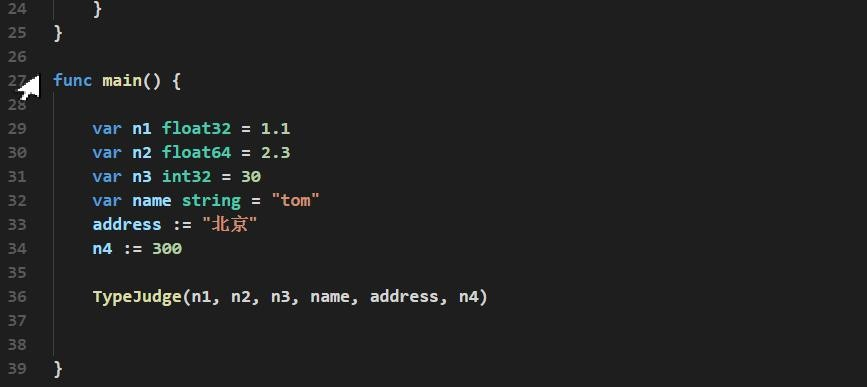 24 }
25 }
26
27 func main() {
28
29 var n1 float32 = 1.1
30 var n2 float64 = 2.3
31 var n3 int32 = 30
32 var name string = "tom"
33 address := "北京"
34 n4 := 300
35
36 TypeJudge(n1, n2, n3, name, address, n4)
37
38
39 }